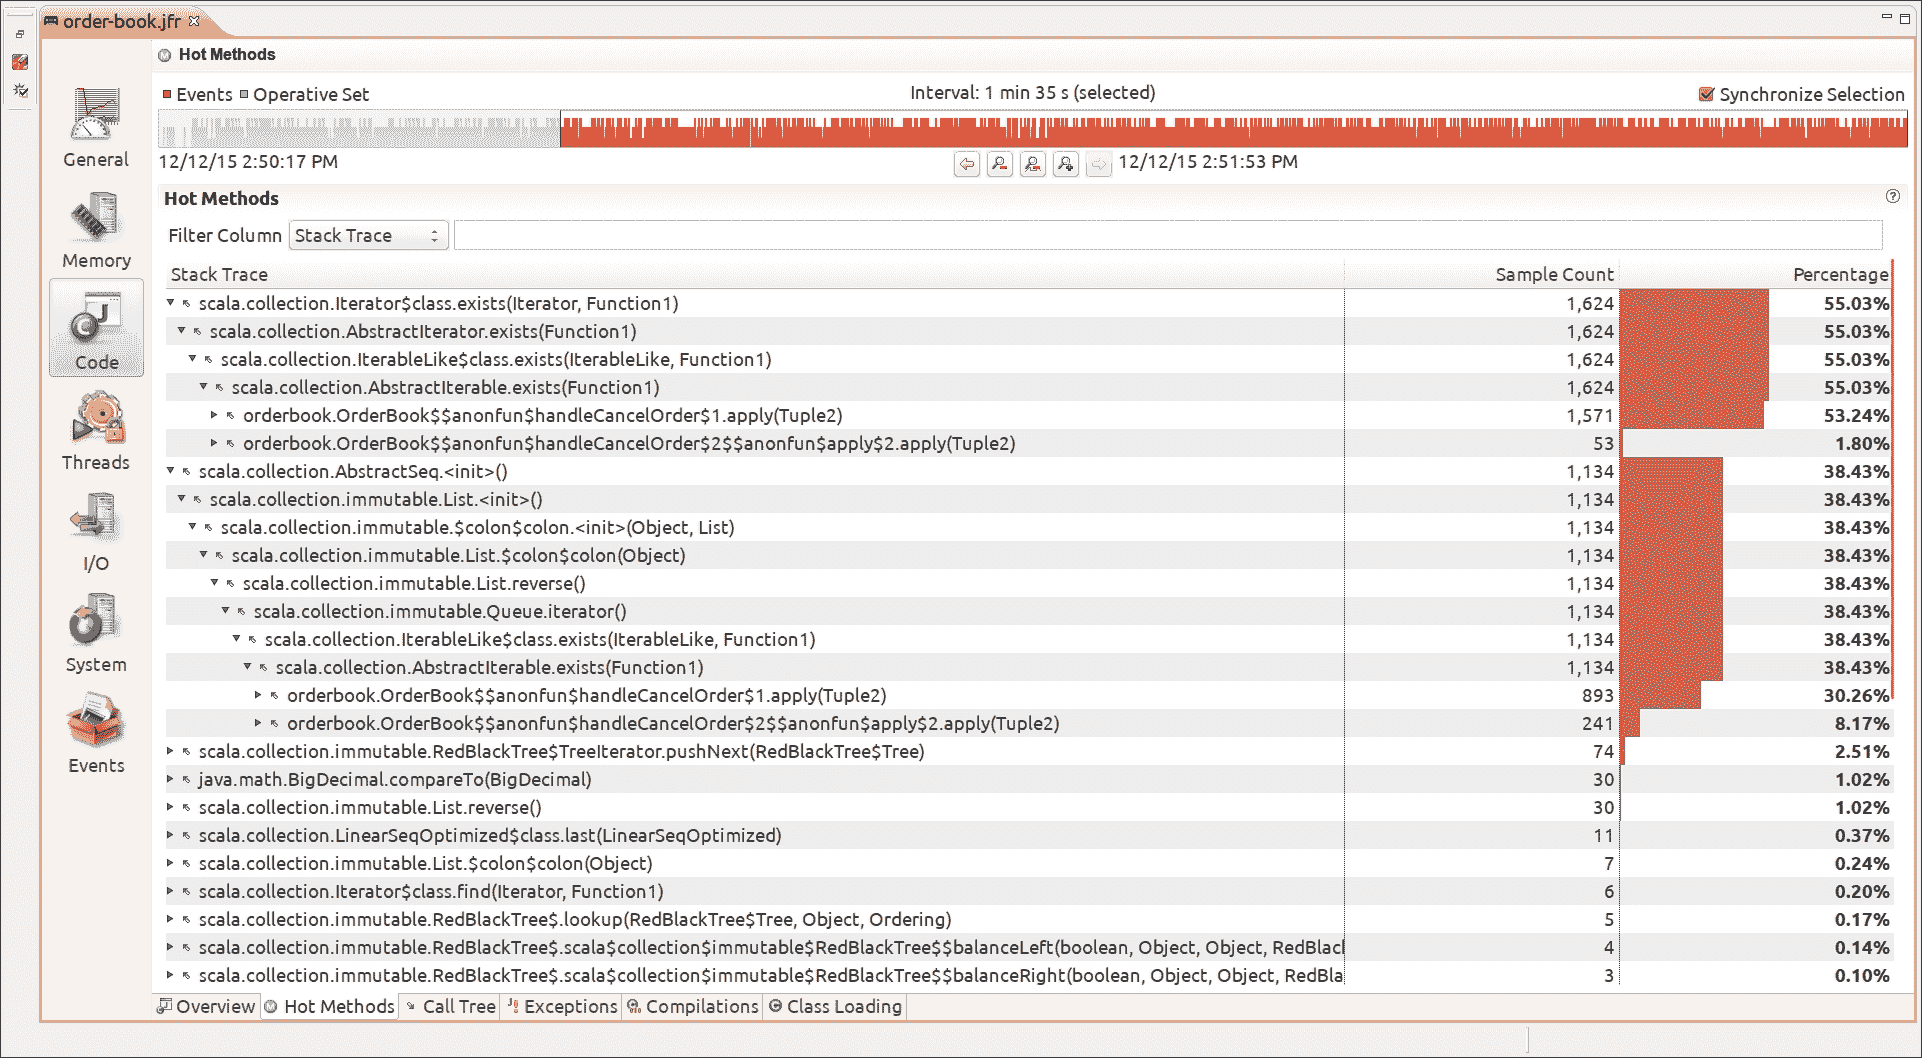 order-book.jfr
Hot Methods
Events Operative Set Interval: 1 min 35 s (selected) Synchronize Selection
12/12/15 2:50:17 PM 12/12/15 2:51:53 PM
General
Memory
Code
Threads
I/O
System
Events
Hot Methods
Filter Column Stack Trace
Stack Trace Sample Count Percentage
scala.collection.Iterator$class.exists(Iterator, Function1) 1,624 55.03%
scala.collection.AbstractIterator.exists(Function1) 1,624 55.03%
scala.collection.IterableLike$class.exists(IterableLike, Function1) 1,624 55.03%
scala.collection.AbstractIterable.exists(Function1) 1,624 55.03%
orderbook.OrderBook$$anonfun$handleCancelOrder$1.apply(Tuple2) 1,571 53.24%
orderbook.OrderBook$$anonfun$handleCancelOrder$2$$anonfun$apply$2.apply(Tuple2) 53 1.80%
scala.collection.AbstractSeq.<init>() 1,134 38.43%
scala.collection.immutable.List.<init>() 1,134 38.43%
scala.collection.immutable.$colon$colon.<init>(Object, List) 1,134 38.43%
scala.collection.immutable.List.$colon$colon(Object) 1,134 38.43%
scala.collection.immutable.List.reverse() 1,134 38.43%
scala.collection.immutable.Queue.iterator() 1,134 38.43%
scala.collection.IterableLike$class.exists(IterableLike, Function1) 1,134 38.43%
scala.collection.AbstractIterable.exists(Function1) 1,134 38.43%
orderbook.OrderBook$$anonfun$handleCancelOrder$1.apply(Tuple2) 893 30.26%
orderbook.OrderBook$$anonfun$handleCancelOrder$2$$anonfun$apply$2.apply(Tuple2) 241 8.17%
scala.collection.immutable.RedBlackTree$TreeIterator.pushNext(RedBlackTree$Tree) 74 2.51%
java.math.BigDecimal.compareTo(BigDecimal) 30 1.02%
scala.collection.immutable.List.reverse() 30 1.02%
scala.collection.LinearSeqOptimized$class.last(LinearSeqOptimized) 11 0.37%
scala.collection.immutable.List.$colon$colon(Object) 7 0.24%
scala.collection.Iterator$class.find(Iterator, Function1) 6 0.20%
scala.collection.immutable.RedBlackTree$.lookup(RedBlackTree$Tree, Object, Ordering) 5 0.17%
scala.collection.immutable.RedBlackTree$.scala$collection$immutable$RedBlackTree$$balanceLeft(boolean, Object, Object, RedBlac 4 0.14%
scala.collection.immutable.RedBlackTree$.scala$collection$immutable$RedBlackTree$$balanceRight(boolean, Object, Object, RedBla 3 0.10%
Overview Hot Methods Call Tree Exceptions Compilations Class Loading